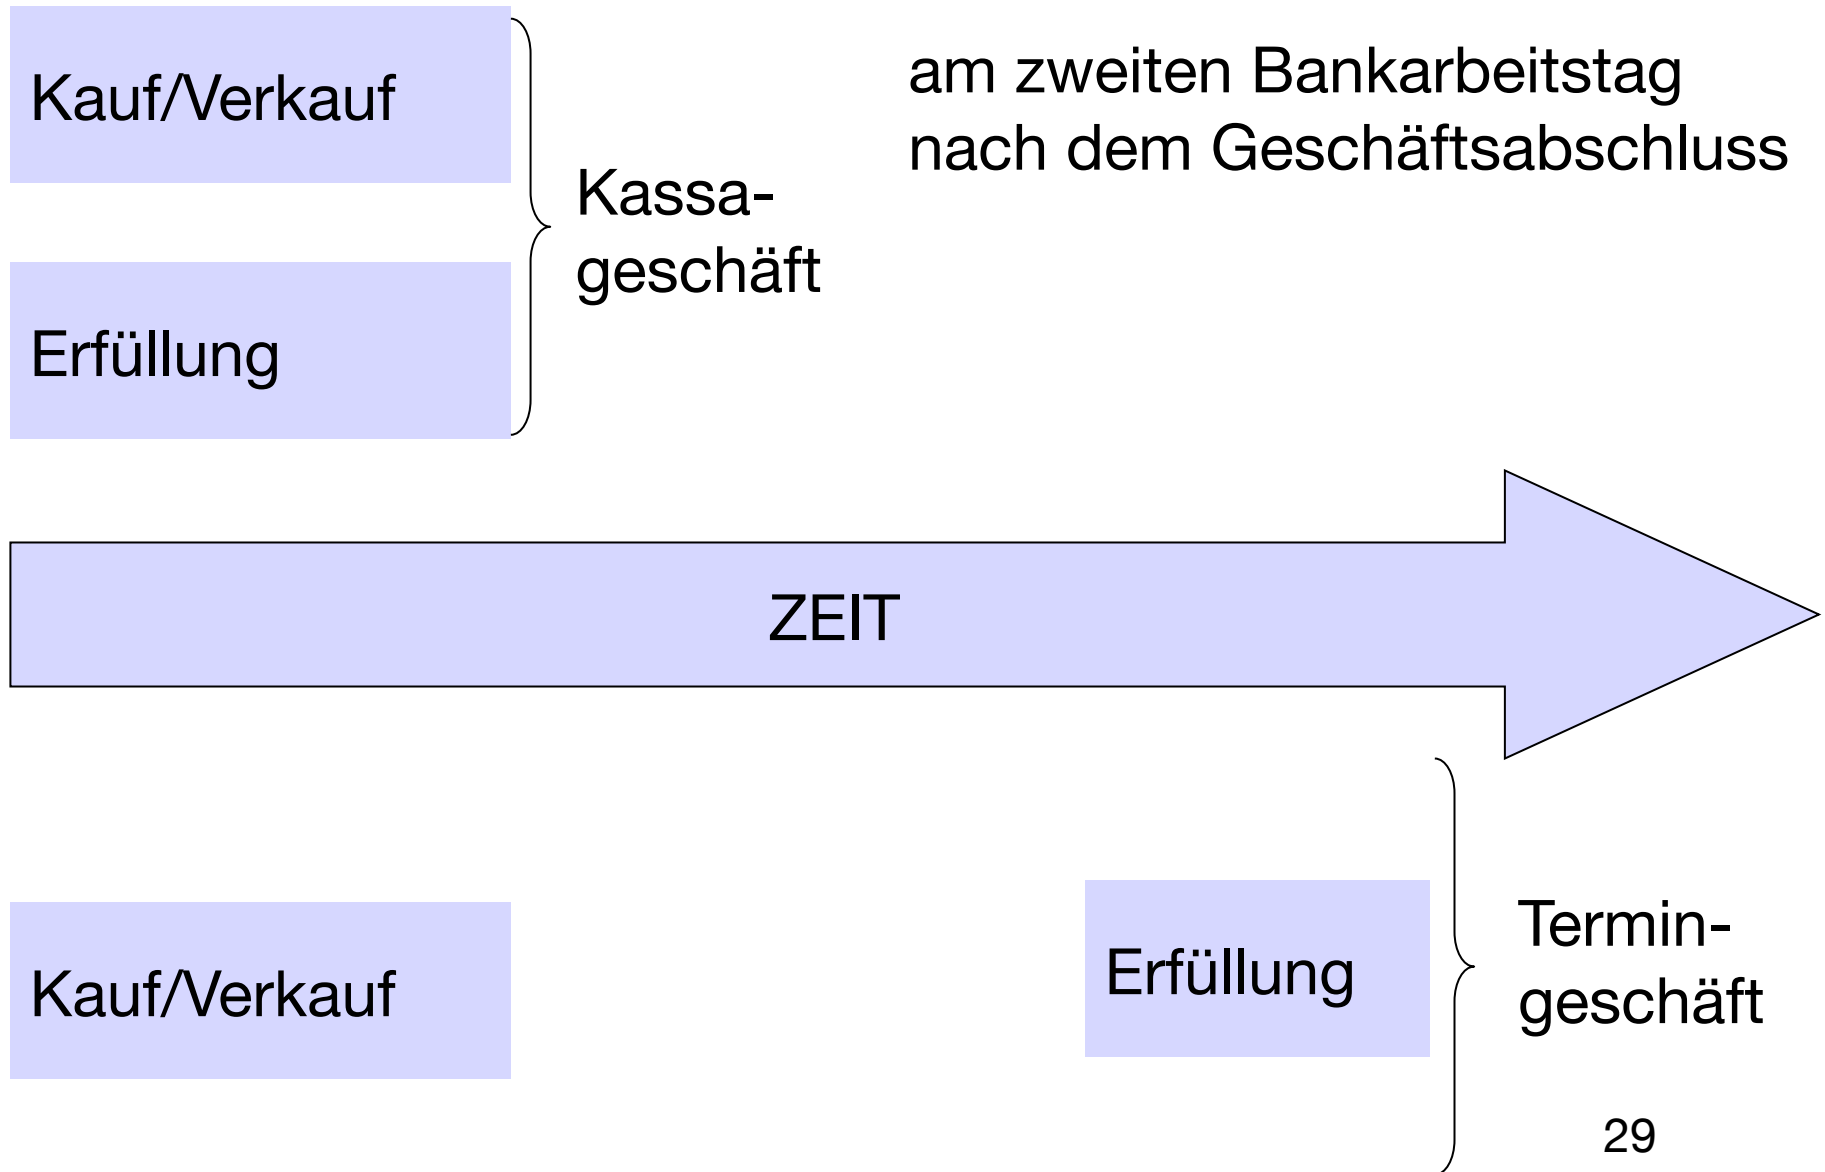 Kauf/Verkauf
Erfüllung
Kassa-
geschäft
am zweiten Bankarbeitstag
nach dem Geschäftsabschluss
ZEIT
Kauf/Verkauf
Erfüllung
Termin-
geschäft
29